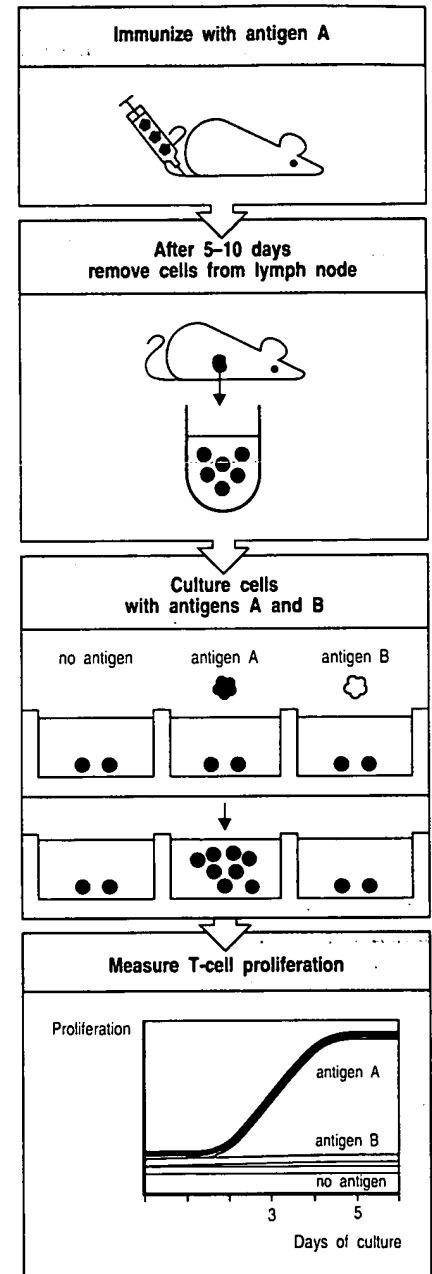 Immunize with antigen A
After 5–10 days
remove cells from lymph node
Culture cells
with antigens A and B
no antigen antigen A antigen B
Measure T-cell proliferation
Proliferation
antigen A
antigen B
no antigen
3 5
Days of culture